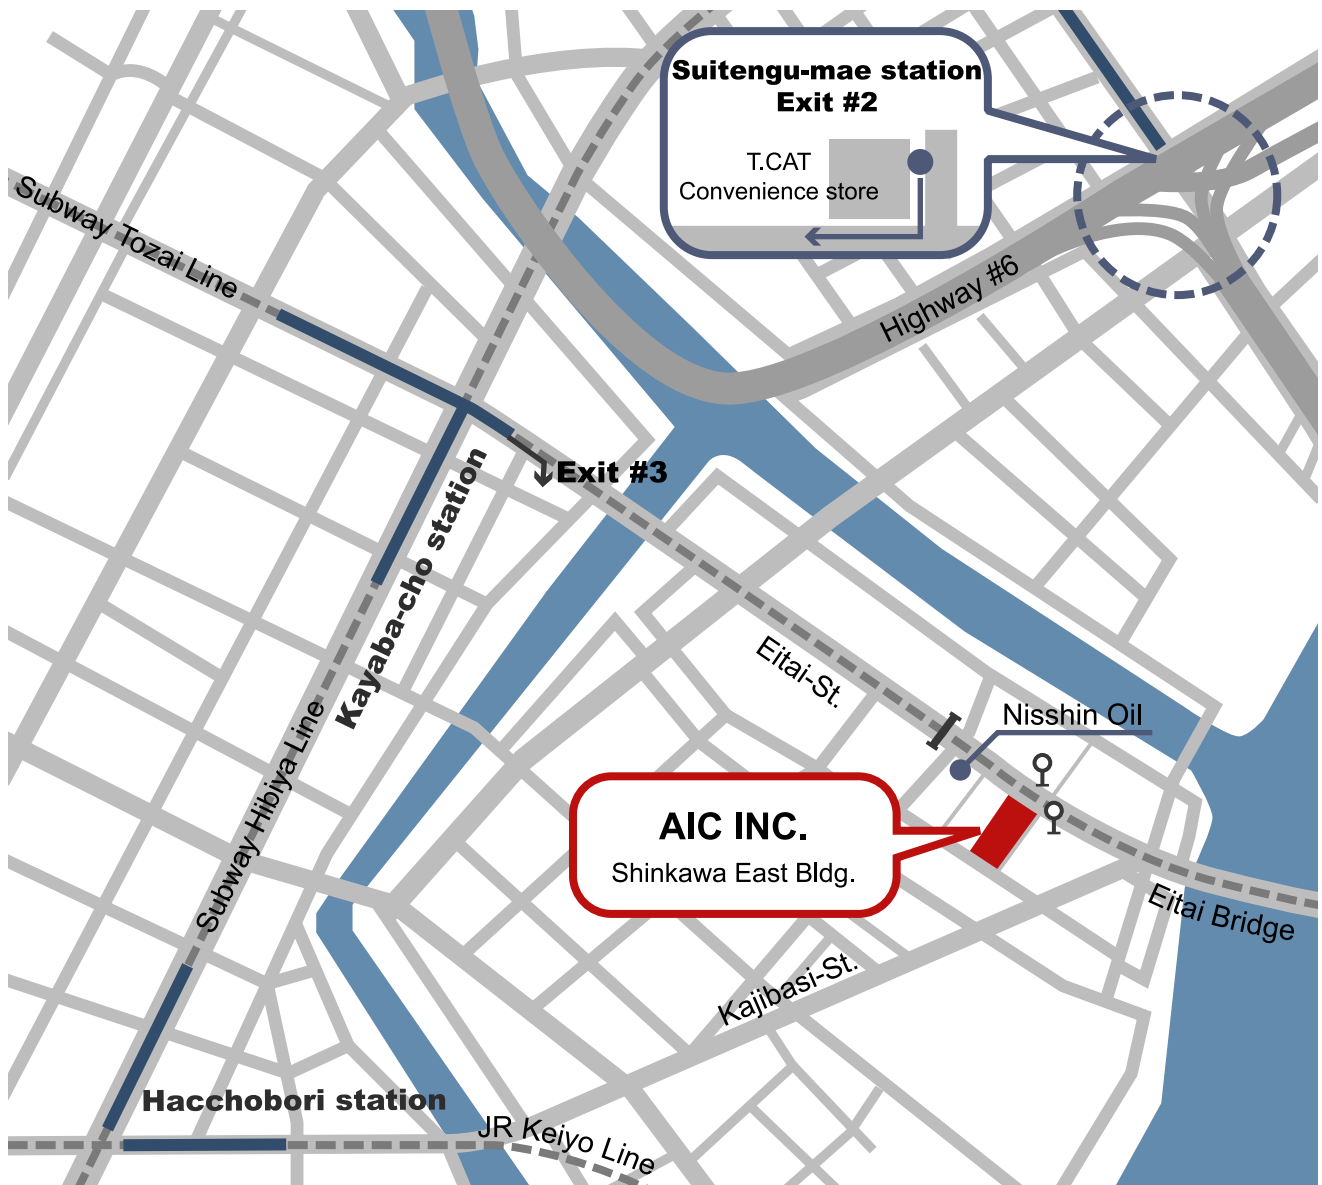 Suitengu-mae station
Exit #2
T.CAT
Convenience store
Subway Tozai Line
Highway #6
Exit #3
Kayaba-cho station
Eitai-St.
Nisshin Oil
Subway Hibiya Line
AIC INC.
Shinkawa East Bldg.
Eitai Bridge
Kajibasi-St.
Hacchobori station
JR Keiyo Line